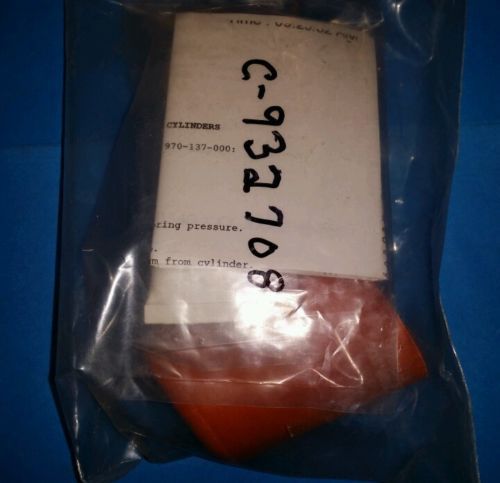 C-932708
CYLINDERS
970-137-000:
ring pressure.
from cylinder.